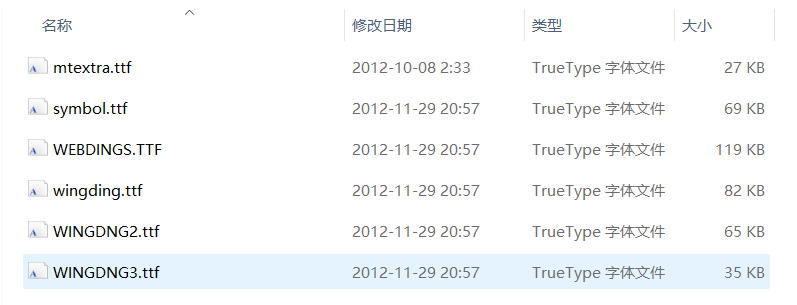 名称 修改日期 类型 大小
mtextra.ttf 2012-10-08 2:33 TrueType 字体文件 27 KB
symbol.ttf 2012-11-29 20:57 TrueType 字体文件 69 KB
WEBDINGS.TTF 2012-11-29 20:57 TrueType 字体文件 119 KB
wingding.ttf 2012-11-29 20:57 TrueType 字体文件 82 KB
WINGDNG2.ttf 2012-11-29 20:57 TrueType 字体文件 65 KB
WINGDNG3.ttf 2012-11-29 20:57 TrueType 字体文件 35 KB